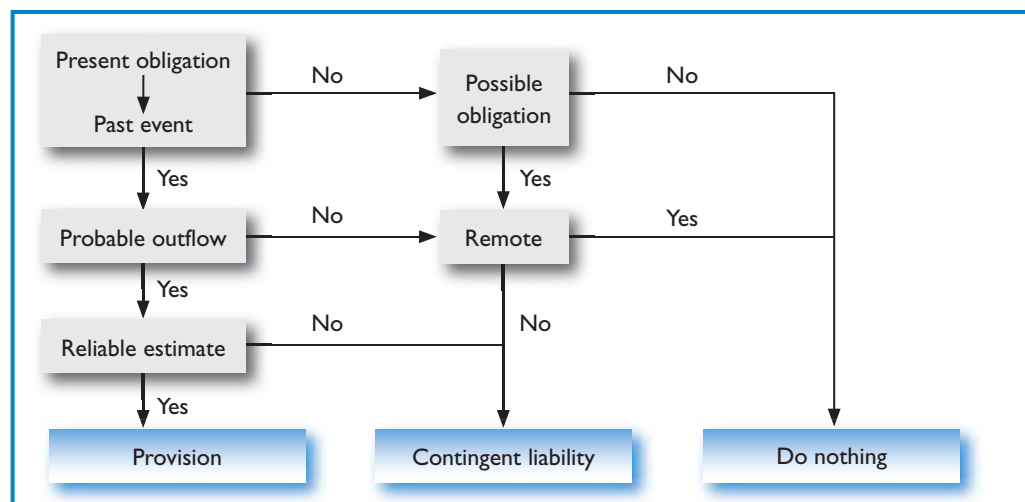 Present obligation
Past event
No
Possible
obligation
No
Yes
Yes
Probable outflow
No
Remote
Yes
Yes
Reliable estimate
No
No
Yes
Provision
Contingent liability
Do nothing